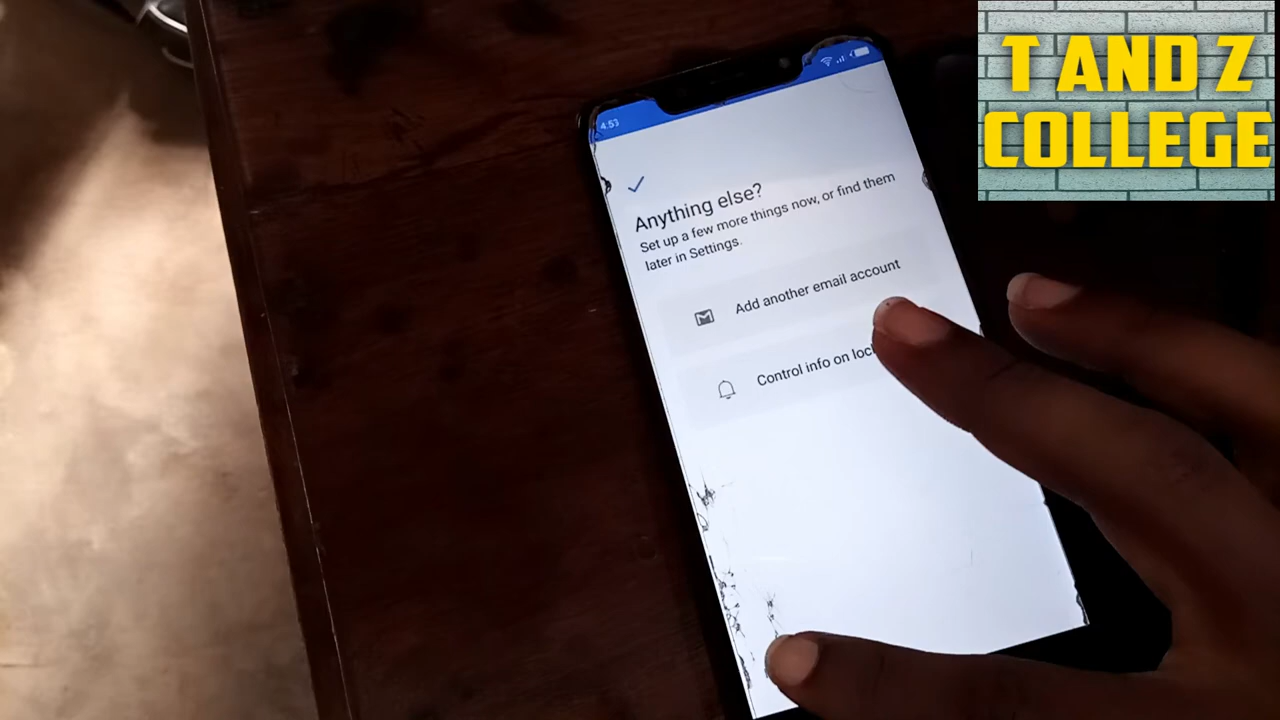 T AND Z
COLLEGE
4:53
Anything else?
Set up a few more things now, or find them
later in Settings.
Add another email account
Control info on